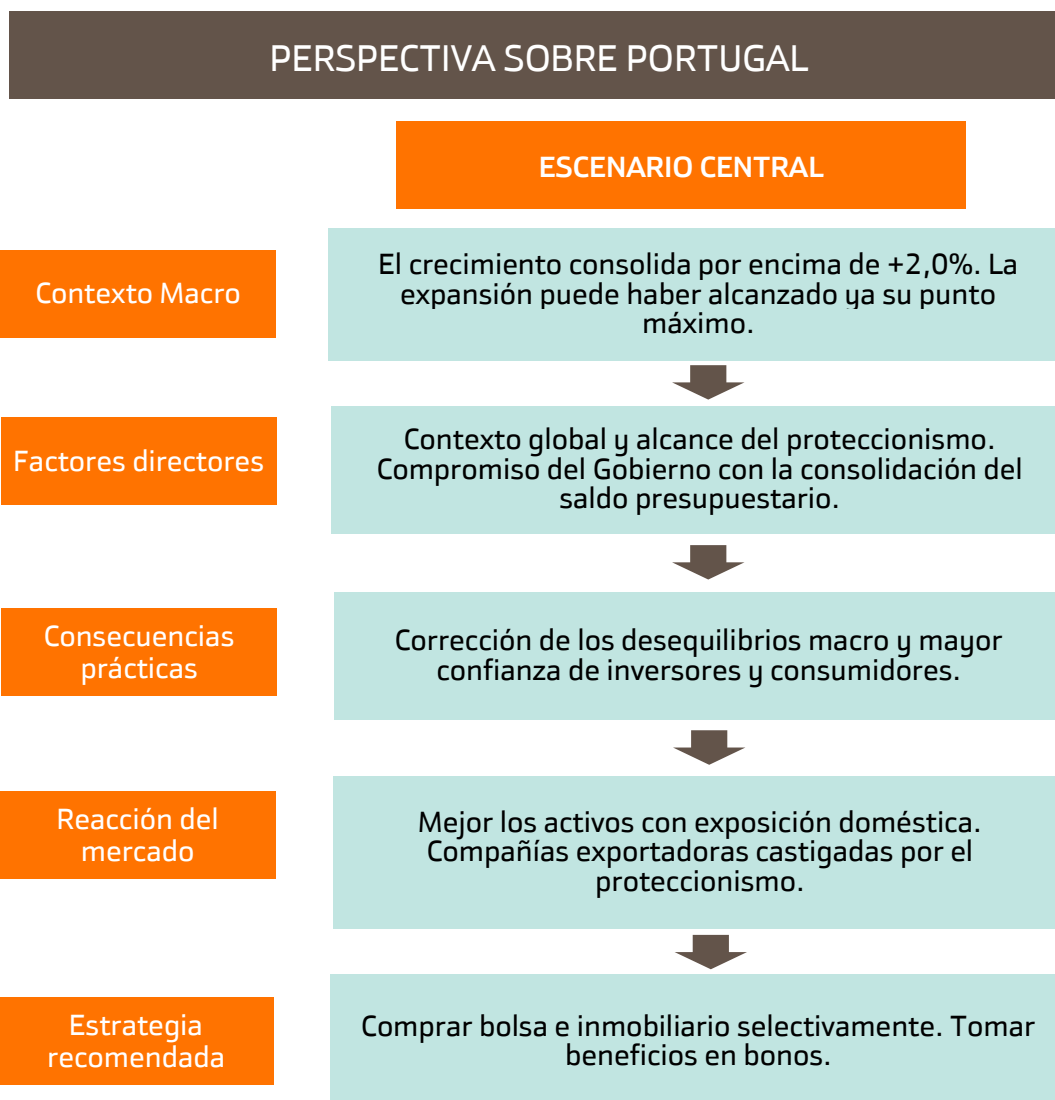 PERSPECTIVA SOBRE PORTUGAL
ESCENARIO CENTRAL
Contexto Macro
El crecimiento consolida por encima de +2,0%. La
expansión puede haber alcanzado ya su punto
máximo.
Factores directores
Contexto global y alcance del proteccionismo.
Compromiso del Gobierno con la consolidación del
saldo presupuestario.
Consecuencias
prácticas
Corrección de los desequilibrios macro y mayor
confianza de inversores y consumidores.
Reacción del
mercado
Mejor los activos con exposición doméstica.
Compañías exportadoras castigadas por el
proteccionismo.
Estrategia
recomendada
Comprar bolsa e inmobiliario selectivamente. Tomar
beneficios en bonos.